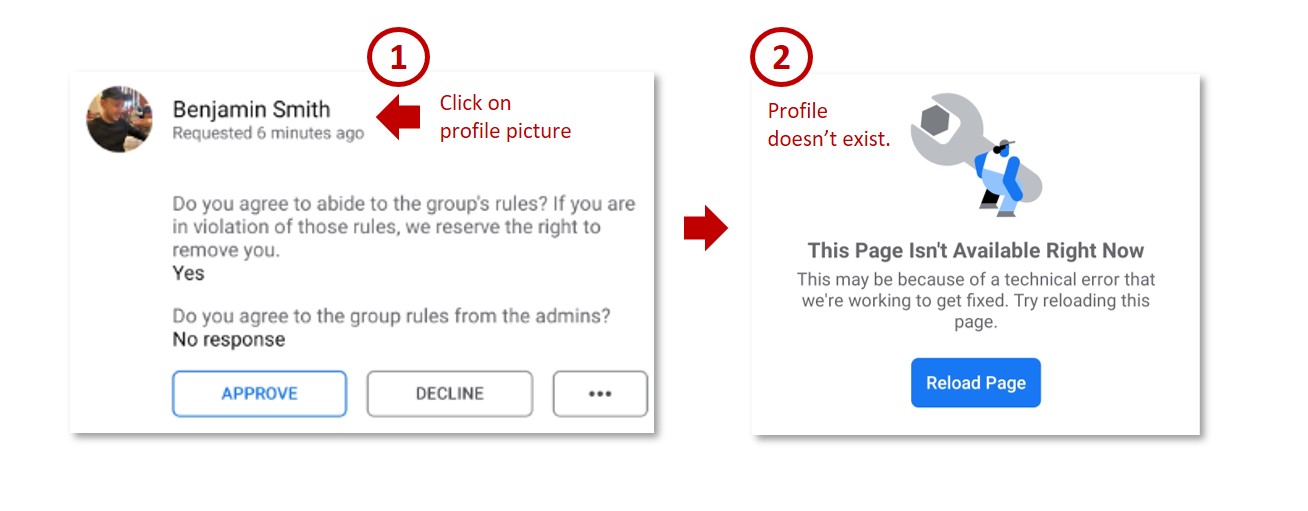 1
Benjamin Smith
Requested 6 minutes ago
Click on
profile picture
Do you agree to abide to the group's rules? If you are
in violation of those rules, we reserve the right to
remove you.
Yes
Do you agree to the group rules from the admins?
No response
APPROVE
DECLINE
•••
2
Profile
doesn’t exist.
This Page Isn't Available Right Now
This may be because of a technical error that
we're working to get fixed. Try reloading this
page.
Reload Page